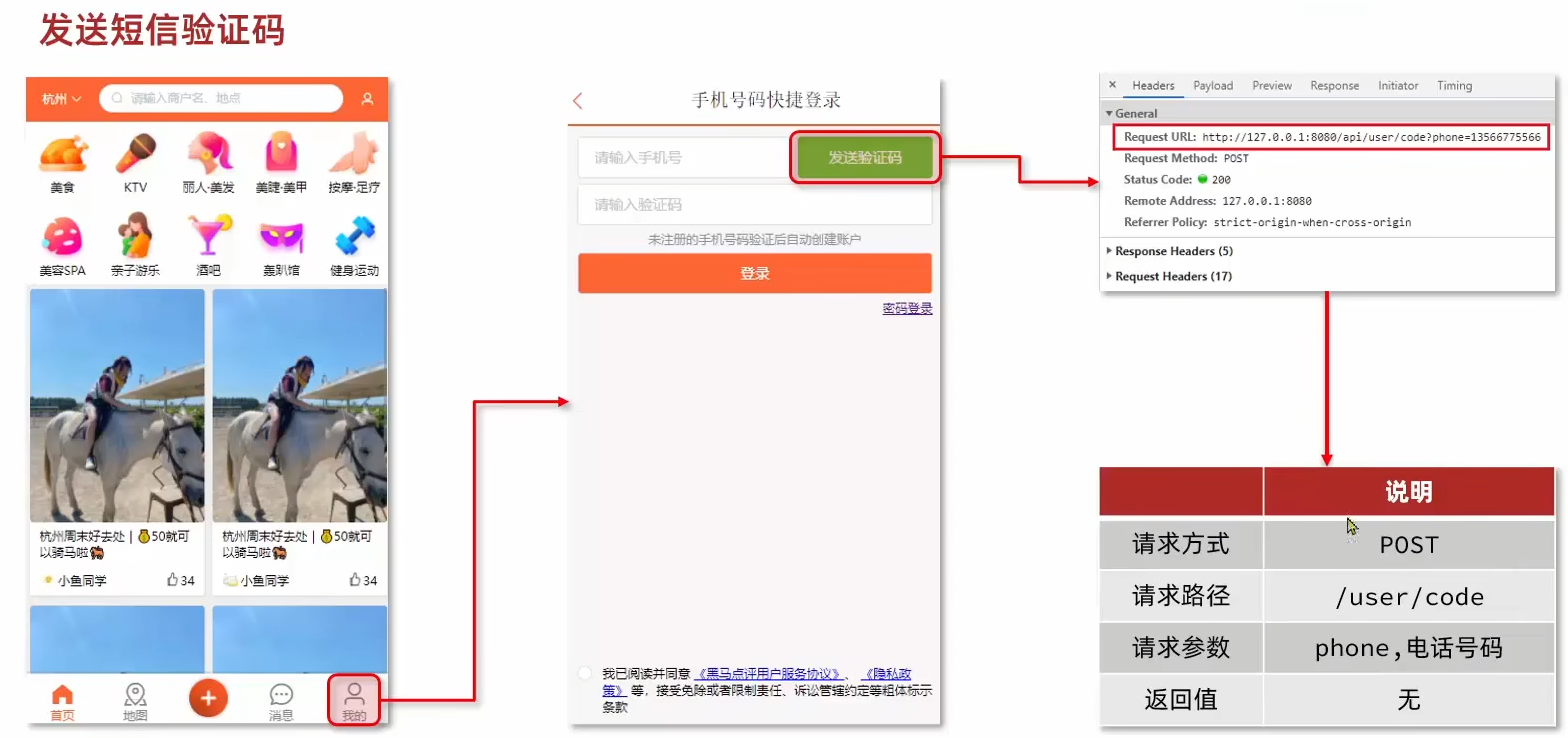 发送短信验证码
杭州
请输入商户名、地点
美食
KTV
丽人·美发
美睫·美甲
按摩·足疗
美容SPA
亲子游乐
酒吧
轰趴馆
健身运动
杭州周末好去处 | 💰50就可
以骑马啦🐎
小鱼同学
34
杭州周末好去处 | 💰50就可
以骑马啦🐎
小鱼同学
34
首页
地图
消息
我的
手机号码快捷登录
请输入手机号
发送验证码
请输入验证码
未注册的手机号码验证后自动创建账户
登录
密码登录
我已阅读并同意《黑马点评用户服务协议》、《隐私政
策》等，接受免除或者限制责任、诉讼管辖约定等粗体标示
条款
× Headers Payload Preview Response Initiator Timing
General
Request URL: http://127.0.0.1:8080/api/user/code?phone=13566775566
Request Method: POST
Status Code: 200
Remote Address: 127.0.0.1:8080
Referrer Policy: strict-origin-when-cross-origin
Response Headers (5)
Request Headers (17)
说明
请求方式 POST
请求路径 /user/code
请求参数 phone,电话号码
返回值 无